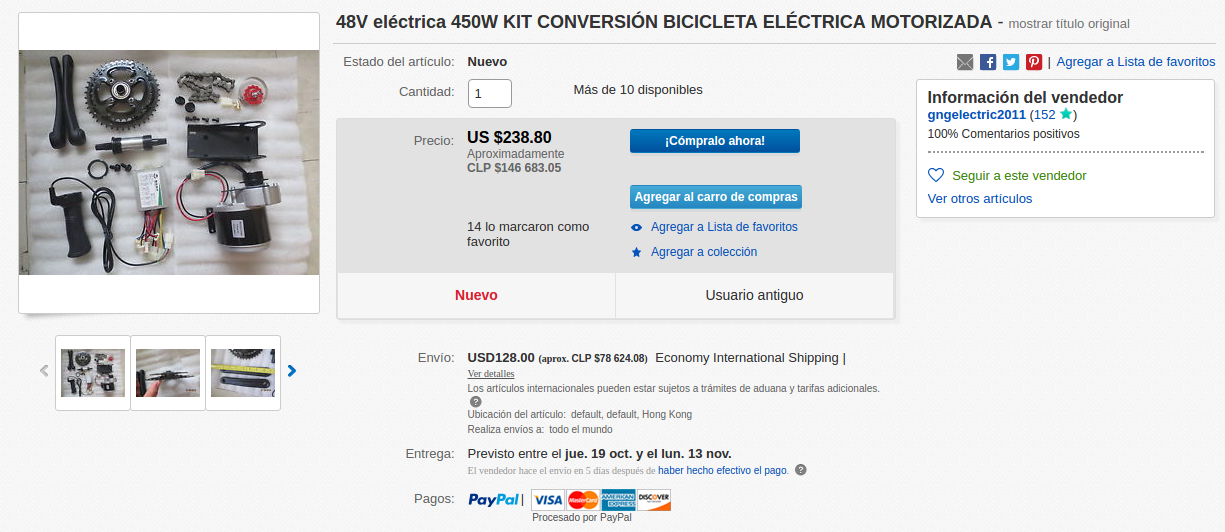 48V eléctrica 450W KIT CONVERSIÓN BICICLETA ELÉCTRICA MOTORIZADA - mostrar título original
Estado del artículo: Nuevo
| Agregar a Lista de favoritos
Cantidad: 1 Más de 10 disponibles
Información del vendedor
gngelectric2011 (152 ★)
100% Comentarios positivos
Seguir a este vendedor
Ver otros artículos
Precio: US $238.80
Aproximadamente
CLP $146 683.05
¡Cómpralo ahora!
Agregar al carro de compras
14 lo marcaron como
favorito
Agregar a Lista de favoritos
Agregar a colección
Nuevo Usuario antiguo
Envío: USD128.00 (aprox. CLP $78 624.08) Economy International Shipping |
Ver detalles
Los artículos internacionales pueden estar sujetos a trámites de aduana y tarifas adicionales.
?
Ubicación del artículo: default, default, Hong Kong
Realiza envíos a: todo el mundo
Entrega: Previsto entre el jue. 19 oct. y el lun. 13 nov.
El vendedor hace el envío en 5 días después de haber hecho efectivo el pago. ?
Pagos: PayPal | VISA MasterCard AMERICAN EXPRESS DISCOVER
Procesado por PayPal